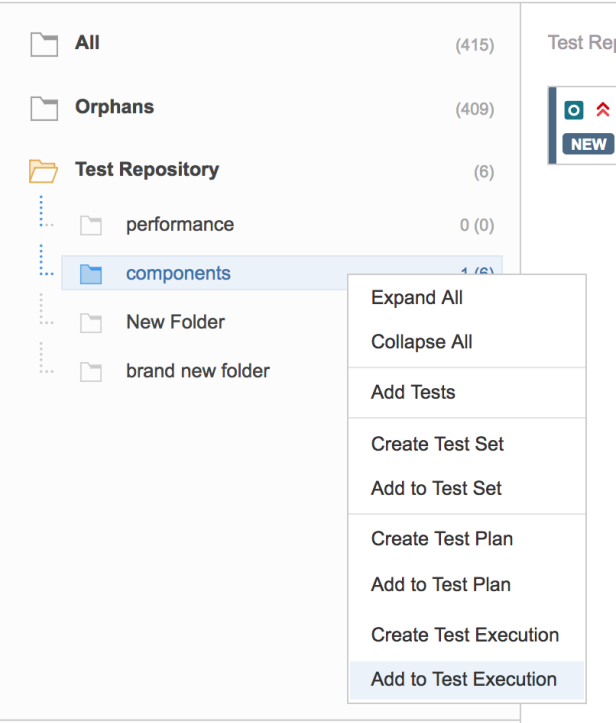 All (415)
Test Rep
Orphans (409)
NEW
Test Repository (6)
performance 0 (0)
components 1 (6)
New Folder
brand new folder
Expand All
Collapse All
Add Tests
Create Test Set
Add to Test Set
Create Test Plan
Add to Test Plan
Create Test Execution
Add to Test Execution